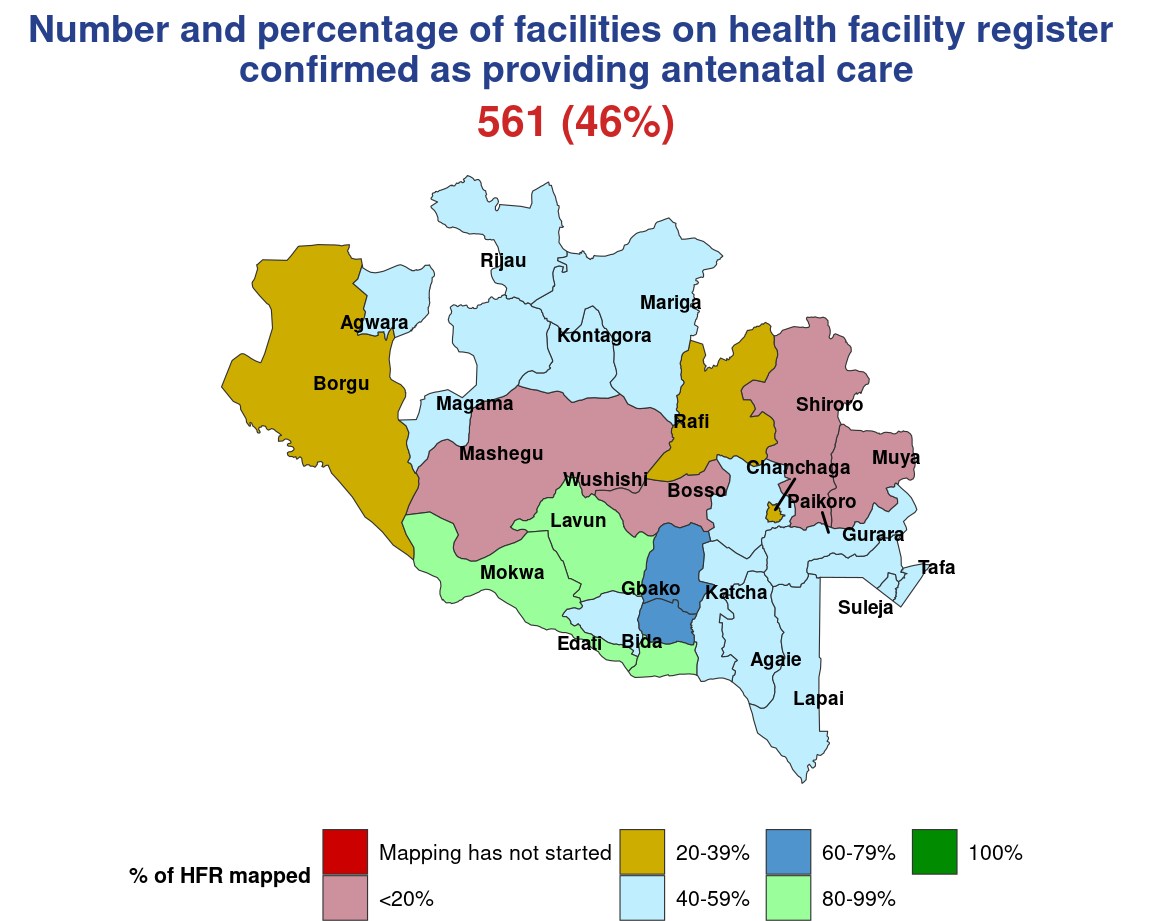 Number and percentage of facilities on health facility register
confirmed as providing antenatal care
561 (46%)
Rijau
Mariga
Agwara
Kontagora
Borgu
Magama
Shiroro
Rafi
Mashegu
Muya
Chanchaga
Wushishi
Bosso
Paikoro
Lavun
Gurara
Tafa
Mokwa
Gbako
Katcha
Suleja
Edati
Bida
Agaie
Lapai
% of HFR mapped
Mapping has not started
<20%
20-39%
40-59%
60-79%
80-99%
100%